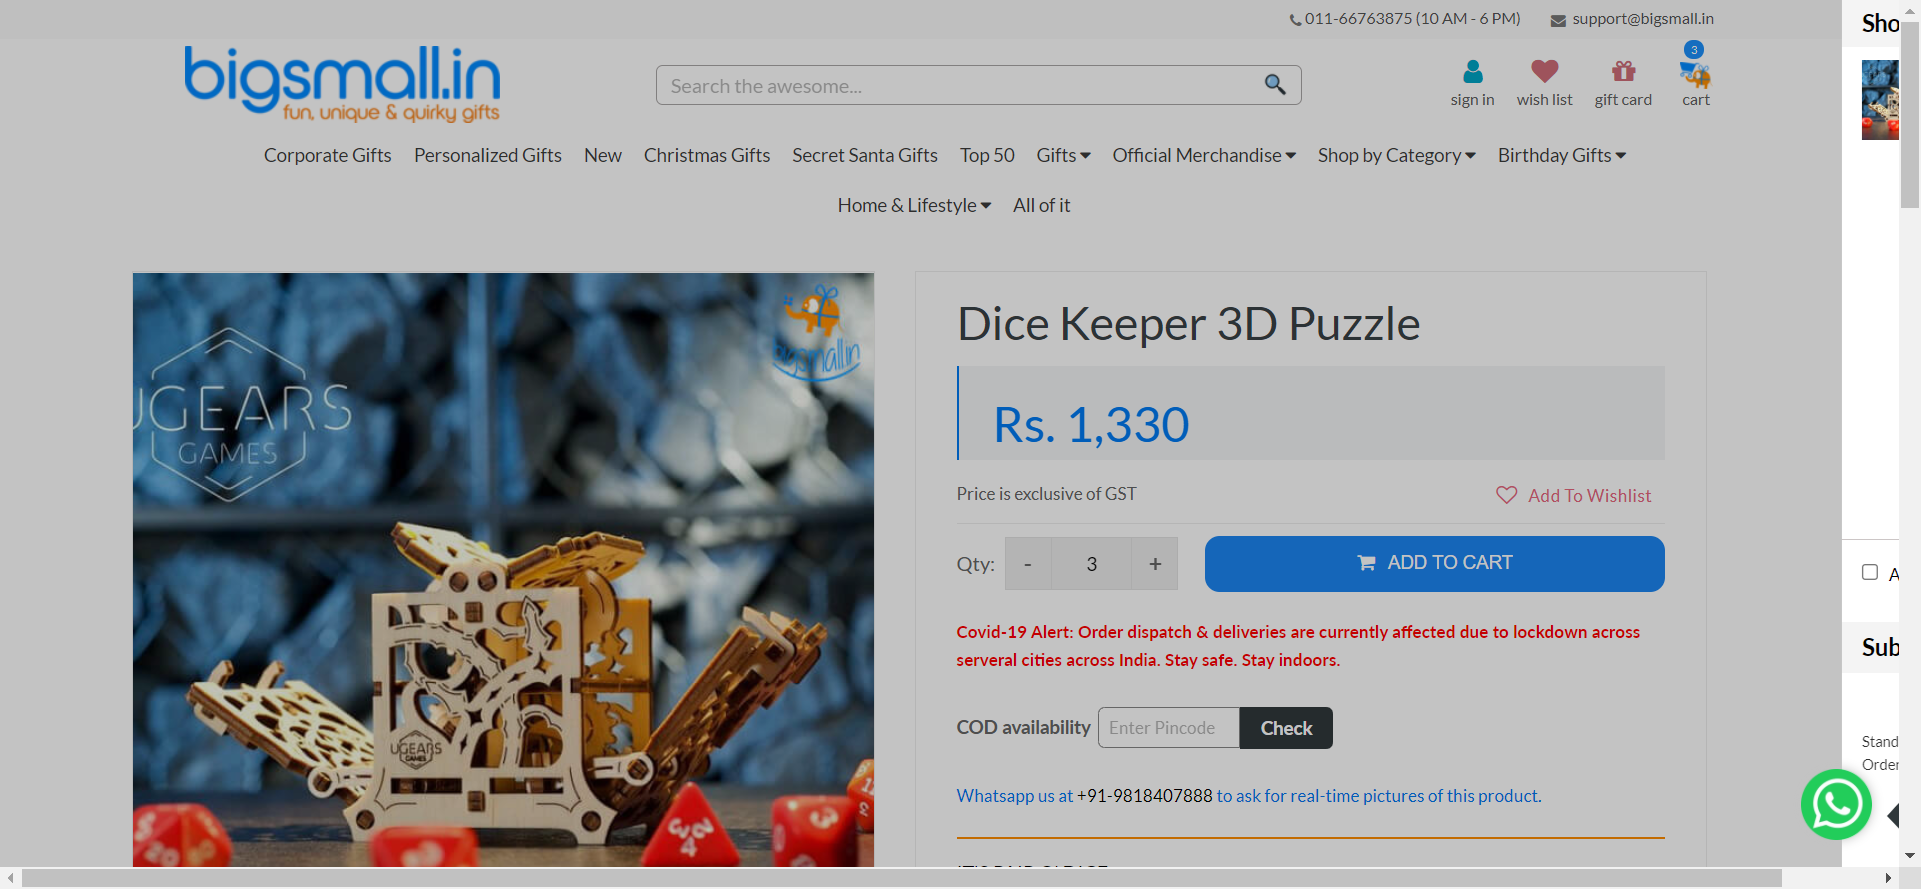 011-66763875 (10 AM - 6 PM)
support@bigsmall.in
Sho
bigsmall.in
fun, unique & quirky gifts
Search the awesome...
3
sign in
wish list
gift card
cart
Corporate Gifts
Personalized Gifts
New
Christmas Gifts
Secret Santa Gifts
Top 50
Gifts
Official Merchandise
Shop by Category
Birthday Gifts
Home & Lifestyle
All of it
bigsmall.in
UGEARS
GAMES
UGEARS
GAMES
Dice Keeper 3D Puzzle
Rs. 1,330
Price is exclusive of GST
Add To Wishlist
Qty:
-
3
+
ADD TO CART
A
Covid-19 Alert: Order dispatch & deliveries are currently affected due to lockdown across
serveral cities across India. Stay safe. Stay indoors.
Sub
COD availability
Enter Pincode
Check
Stand
Order
Whatsapp us at +91-9818407888 to ask for real-time pictures of this product.